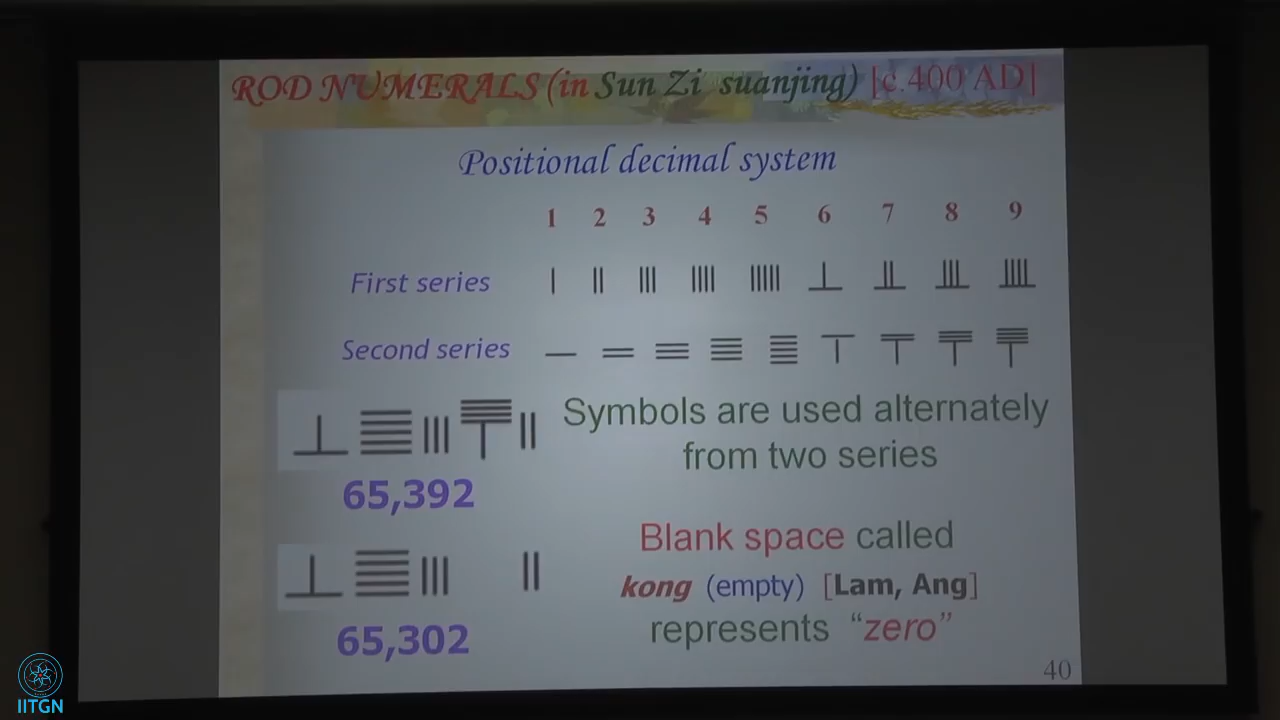 ROD NUMERALS (in Sun Zi suanjing) [c.400 AD]
Positional decimal system
1 2 3 4 5 6 7 8 9
First series
Second series
Symbols are used alternately
from two series
65,392
Blank space called
kong (empty) [Lam, Ang]
represents "zero"
65,302
40
IITGN